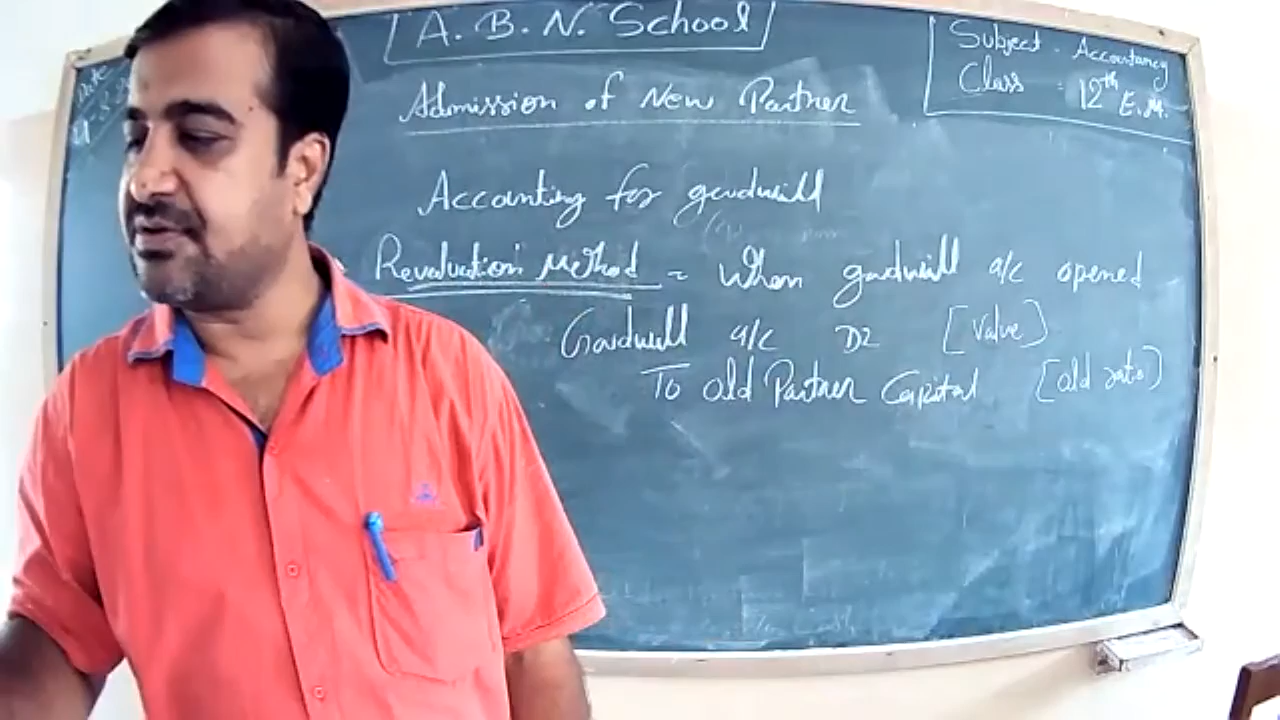 A. B. N. School
Subject - Accountancy
Class : 12th E.M.
Date
Admission of New Partner
Accounting for goodwill
Revaluation Method = When goodwill a/c opened
Goodwill a/c Dr [Value]
To old Partner Capital [old ratio]